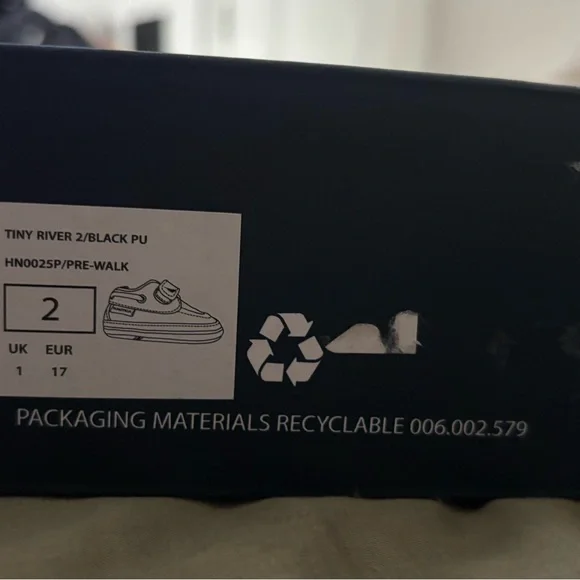 TINY RIVER 2/BLACK PU
HN0025P/PRE-WALK
2
UK EUR
1 17
PACKAGING MATERIALS RECYCLABLE 006.002.579